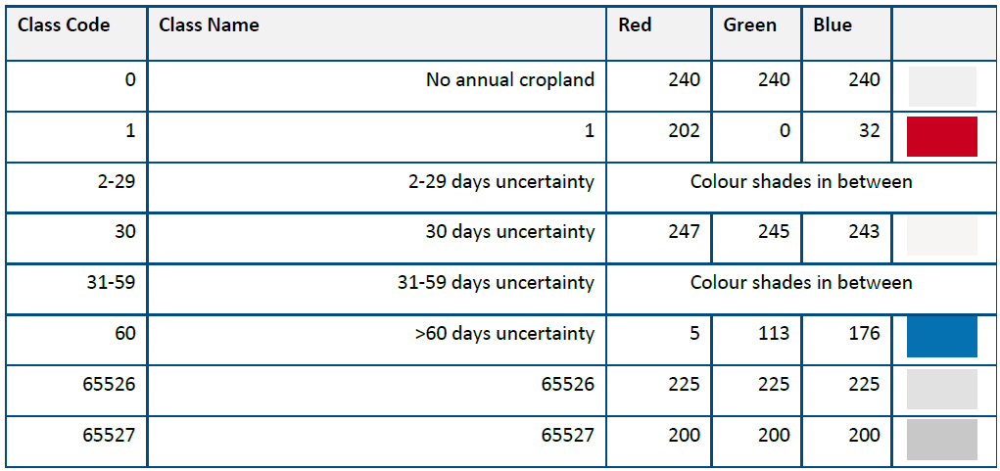 Class Code Class Name Red Green Blue
0 No annual cropland 240 240 240
1 1 202 0 32
2-29 2-29 days uncertainty Colour shades in between
30 30 days uncertainty 247 245 243
31-59 31-59 days uncertainty Colour shades in between
60 >60 days uncertainty 5 113 176
65526 65526 225 225 225
65527 65527 200 200 200